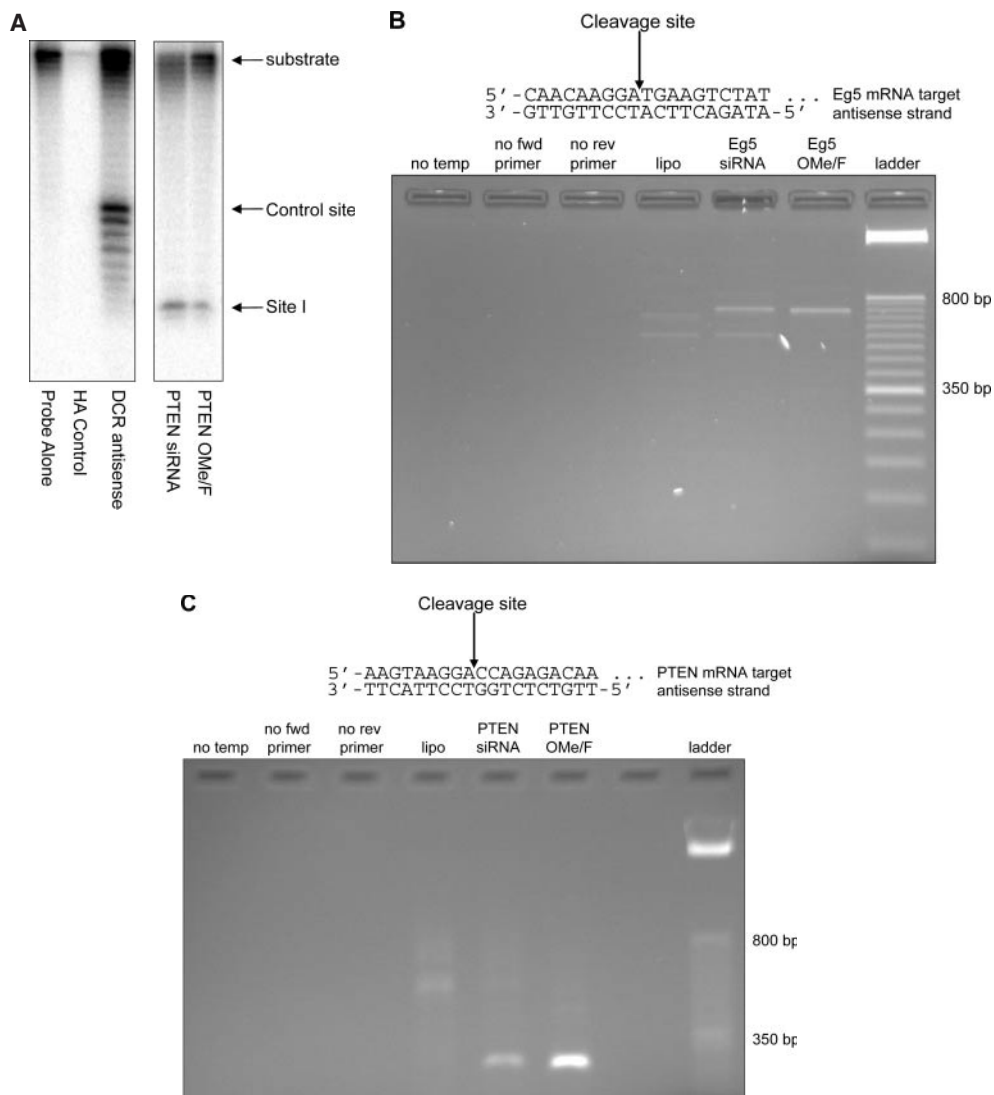 A
substrate
Control site
Site I
Probe Alone
HA Control
DCR antisense
PTEN siRNA
PTEN OMe/F
B
Cleavage site
5′-CAACAAGGATGAAGTCTAT ... Eg5 mRNA target
3′-GTTGTTCCTACTTCAGATA-5′ antisense strand
no temp
no fwd primer
no rev primer
lipo
Eg5 siRNA
Eg5 OMe/F
ladder
800 bp
350 bp
C
Cleavage site
5′-AAGTAAGGACCAGAGACAA ... PTEN mRNA target
3′-TTCATTCCTGGTCTCTGTT-5′ antisense strand
no temp
no fwd primer
no rev primer
lipo
PTEN siRNA
PTEN OMe/F
ladder
800 bp
350 bp